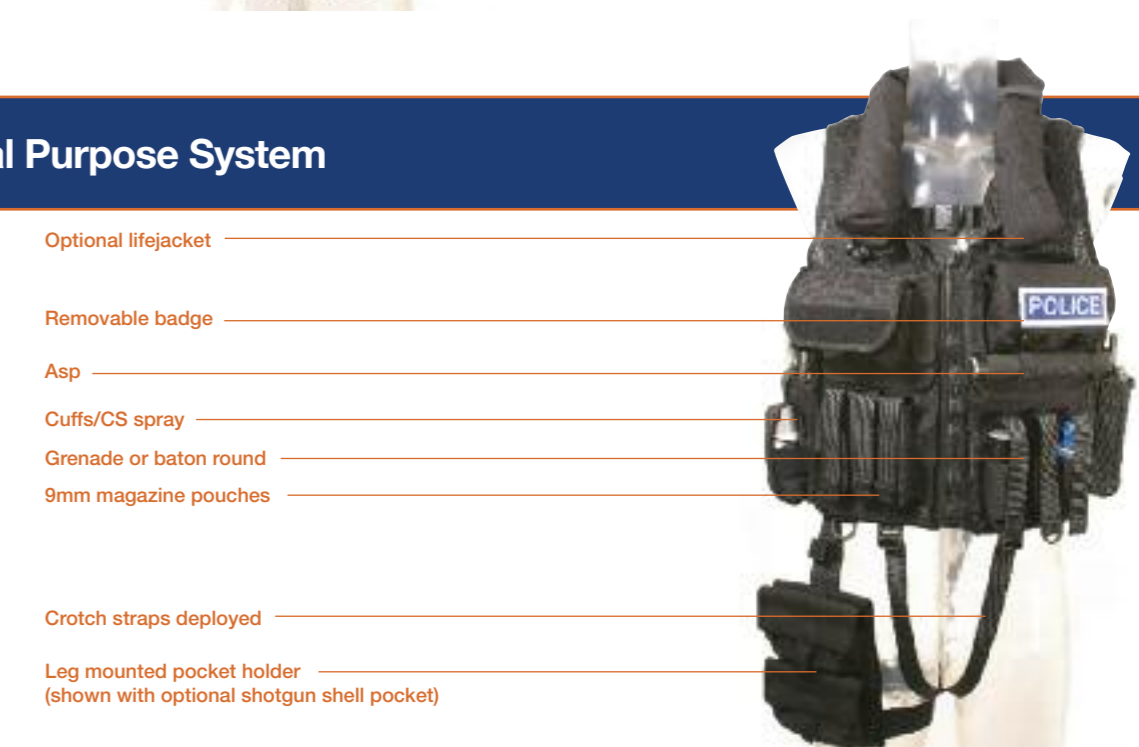 al Purpose System
Optional lifejacket
Removable badge
POLICE
Asp
Cuffs/CS spray
Grenade or baton round
9mm magazine pouches
Crotch straps deployed
Leg mounted pocket holder
(shown with optional shotgun shell pocket)